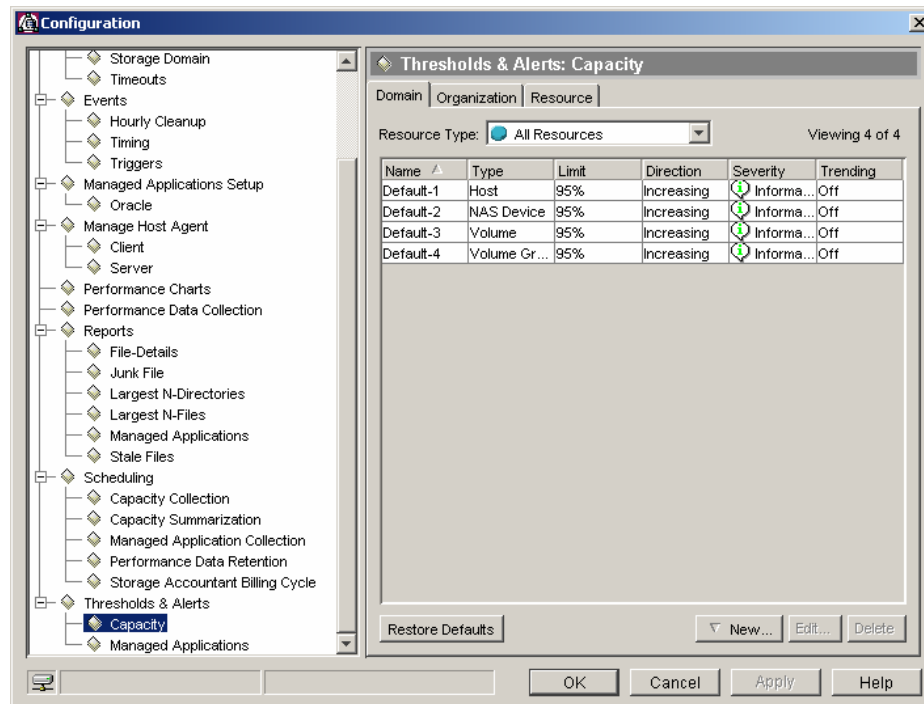 Configuration
Storage Domain
Timeouts
Events
Hourly Cleanup
Timing
Triggers
Managed Applications Setup
Oracle
Manage Host Agent
Client
Server
Performance Charts
Performance Data Collection
Reports
File-Details
Junk File
Largest N-Directories
Largest N-Files
Managed Applications
Stale Files
Scheduling
Capacity Collection
Capacity Summarization
Managed Application Collection
Performance Data Retention
Storage Accountant Billing Cycle
Thresholds & Alerts
Capacity
Managed Applications
Thresholds & Alerts: Capacity
Domain Organization Resource
Resource Type: All Resources Viewing 4 of 4
Name Type Limit Direction Severity Trending
Default-1 Host 95% Increasing Informa... Off
Default-2 NAS Device 95% Increasing Informa... Off
Default-3 Volume 95% Increasing Informa... Off
Default-4 Volume Gr... 95% Increasing Informa... Off
Restore Defaults New... Edit... Delete
OK Cancel Apply Help